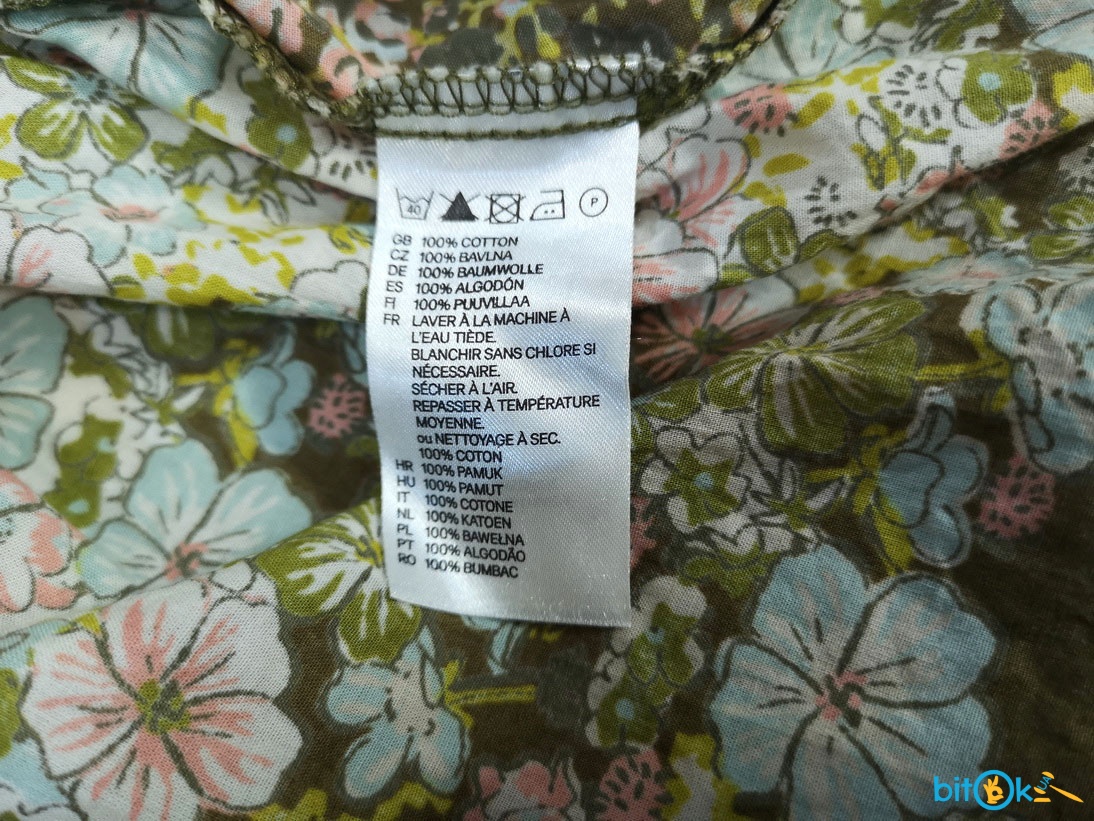 40
P
GB 100% COTTON
CZ 100% BAVLNA
DE 100% BAUMWOLLE
ES 100% ALGODÓN
FI 100% PUUVILLAA
FR LAVER À LA MACHINE À
L'EAU TIÈDE.
BLANCHIR SANS CHLORE SI
NÉCESSAIRE.
SÉCHER À L'AIR.
REPASSER À TEMPÉRATURE
MOYENNE.
ou NETTOYAGE À SEC.
100% COTON
HR 100% PAMUK
HU 100% PAMUT
IT 100% COTONE
NL 100% KATOEN
PL 100% BAWEŁNA
PT 100% ALGODÃO
RO 100% BUMBAC
bitOk